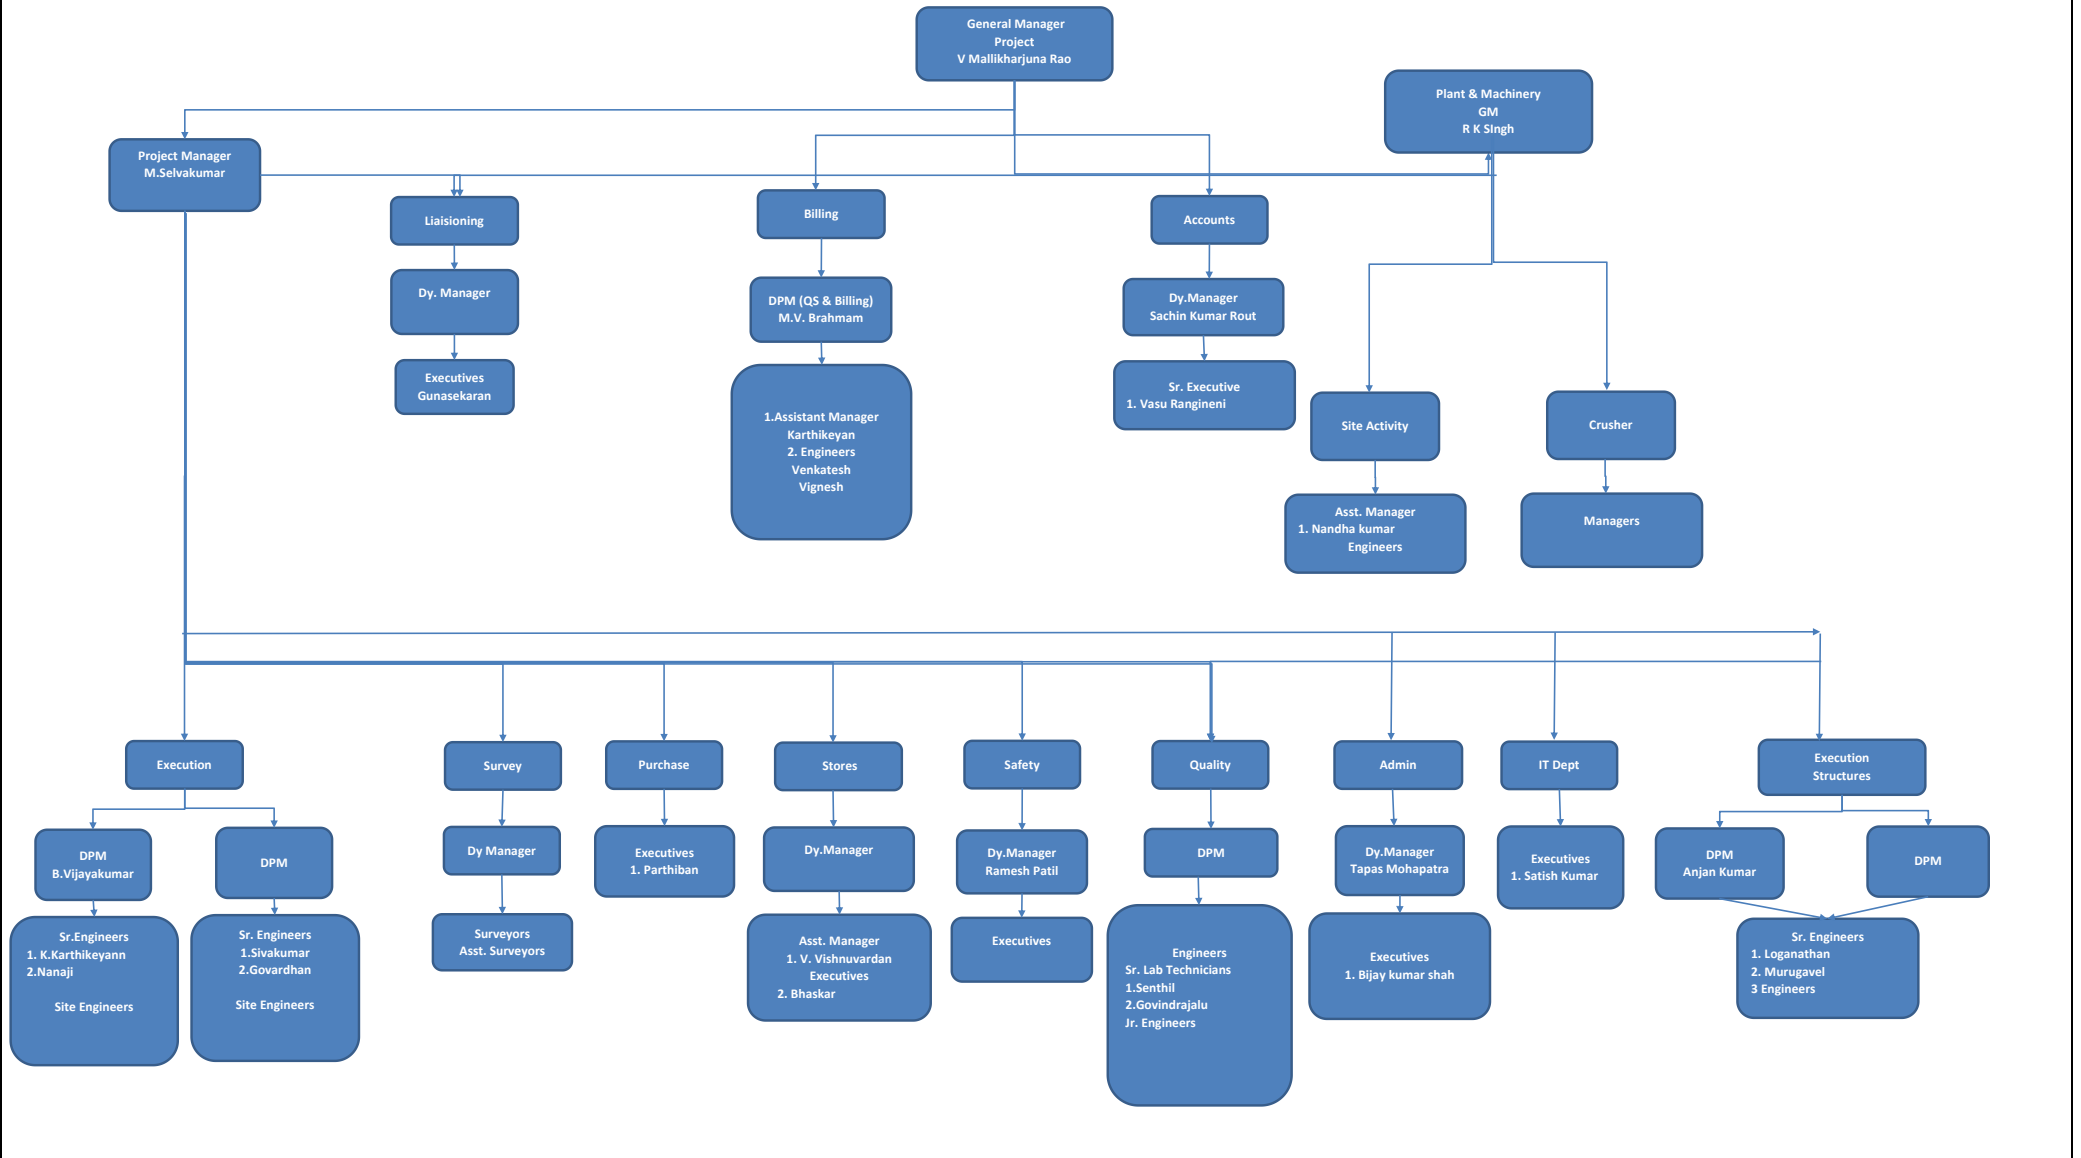 General Manager
Project
V Mallikharjuna Rao
Plant & Machinery
GM
R K SIngh
Project Manager
M.Selvakumar
Liaisioning
Billing
Accounts
Dy. Manager
DPM (QS & Billing)
M.V. Brahmam
Dy.Manager
Sachin Kumar Rout
Executives
Gunasekaran
1.Assistant Manager
Karthikeyan
2. Engineers
Venkatesh
Vignesh
Sr. Executive
1. Vasu Rangineni
Site Activity
Crusher
Asst. Manager
1. Nandha kumar
Engineers
Managers
Execution
Survey
Purchase
Stores
Safety
Quality
Admin
IT Dept
Execution
Structures
DPM
B.Vijayakumar
DPM
Dy Manager
Executives
1. Parthiban
Dy.Manager
Dy.Manager
Ramesh Patil
DPM
Dy.Manager
Tapas Mohapatra
Executives
1. Satish Kumar
DPM
Anjan Kumar
DPM
Sr.Engineers
1. K.Karthikeyann
2.Nanaji
Site Engineers
Sr. Engineers
1.Sivakumar
2.Govardhan
Site Engineers
Surveyors
Asst. Surveyors
Asst. Manager
1. V. Vishnuvardan
Executives
2. Bhaskar
Executives
Engineers
Sr. Lab Technicians
1.Senthil
2.Govindrajalu
Jr. Engineers
Executives
1. Bijay kumar shah
Sr. Engineers
1. Loganathan
2. Murugavel
3 Engineers